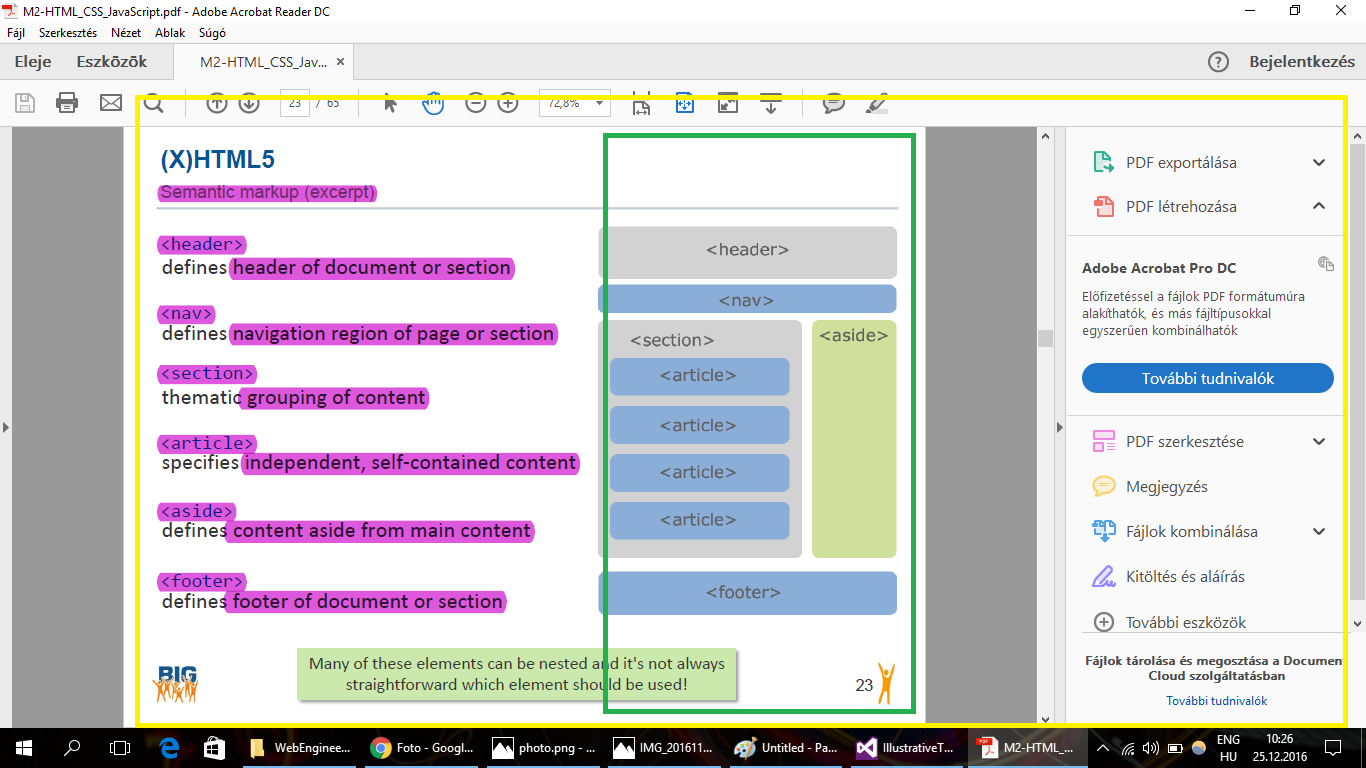 M2-HTML_CSS_JavaScript.pdf - Adobe Acrobat Reader DC
Fájl Szerkesztés Nézet Ablak Súgó
Eleje Eszközök M2-HTML_CSS_Jav... × ? Bejelentkezés
23 / 65 72,8%
(X)HTML5
Semantic markup (excerpt)
<header>
defines header of document or section
<nav>
defines navigation region of page or section
<section>
thematic grouping of content
<article>
specifies independent, self-contained content
<aside>
defines content aside from main content
<footer>
defines footer of document or section
<header>
<nav>
<section>
<article>
<article>
<article>
<article>
<aside>
<footer>
Many of these elements can be nested and it's not always
straightforward which element should be used!
BIG
23
PDF exportálása
PDF létrehozása
Adobe Acrobat Pro DC
Előfizetéssel a fájlok PDF formátumúra
alakíthatók, és más fájltípusokkal
egyszerűen kombinálhatók
További tudnivalók
PDF szerkesztése
Megjegyzés
Fájlok kombinálása
Kitöltés és aláírás
További eszközök
Fájlok tárolása és megosztása a Document
Cloud szolgáltatásban
További tudnivalók
WebEnginee... Foto - Googl... photo.png - ... IMG_201611... Untitled - Pa... IllustrativeT... M2-HTML_... ENG 10:26
HU 25.12.2016